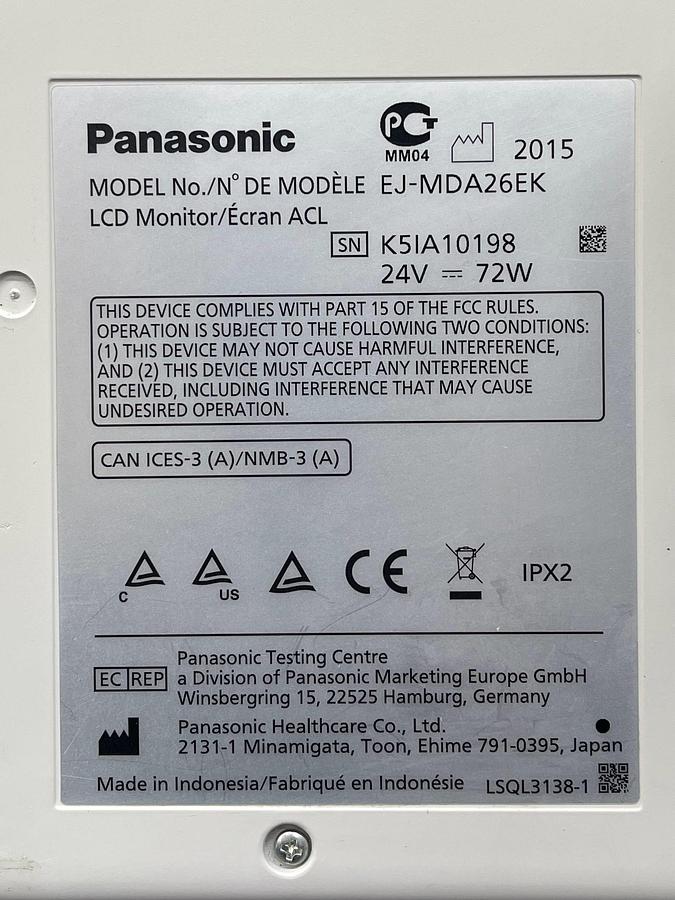 Panasonic
PCT
MM04
2015
MODEL No./N° DE MODÈLE EJ-MDA26EK
LCD Monitor/Écran ACL
SN K5IA10198
24V ⎓ 72W
THIS DEVICE COMPLIES WITH PART 15 OF THE FCC RULES.
OPERATION IS SUBJECT TO THE FOLLOWING TWO CONDITIONS:
(1) THIS DEVICE MAY NOT CAUSE HARMFUL INTERFERENCE,
AND (2) THIS DEVICE MUST ACCEPT ANY INTERFERENCE
RECEIVED, INCLUDING INTERFERENCE THAT MAY CAUSE
UNDESIRED OPERATION.
CAN ICES-3 (A)/NMB-3 (A)
C US CE IPX2
EC REP
Panasonic Testing Centre
a Division of Panasonic Marketing Europe GmbH
Winsbergring 15, 22525 Hamburg, Germany
Panasonic Healthcare Co., Ltd.
2131-1 Minamigata, Toon, Ehime 791-0395, Japan
Made in Indonesia/Fabriqué en Indonésie LSQL3138-1